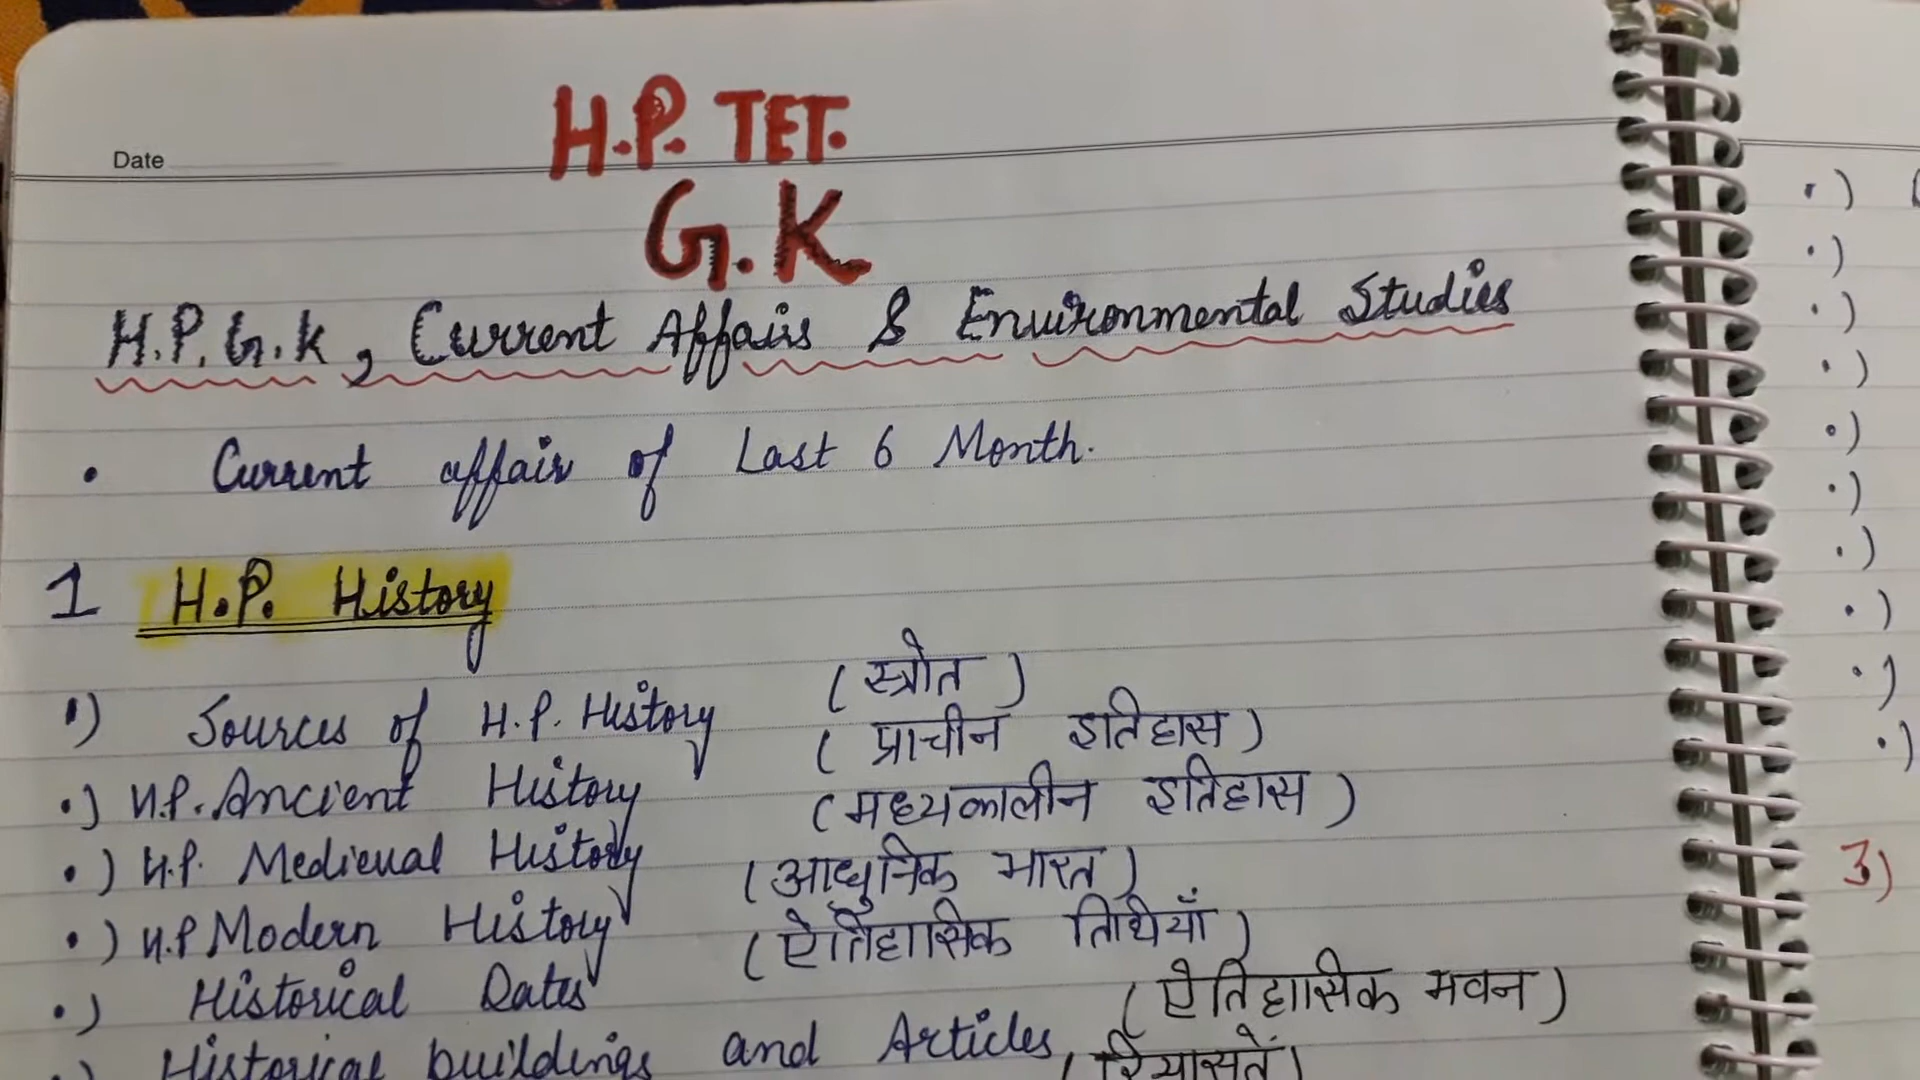 H.P. TET.
Date
G.K
H.P. G.K, Current Affairs & Environmental Studies
• Current affair of Last 6 Month.
1 H.P. History
•) Sources of H.P. History (स्त्रोत)
•) H.P. Ancient History (प्राचीन इतिहास)
•) H.P. Medieval History (मध्यकालीन इतिहास)
•) H.P Modern History (आधुनिक भारत)
•) Historical Dates (ऐतिहासिक तिथियाँ)
•) Historical buildings and Articles (ऐतिहासिक भवन)
(रियासतें)
•)
•)
•)
•)
•)
•)
•)
•)
•)
•)
3)